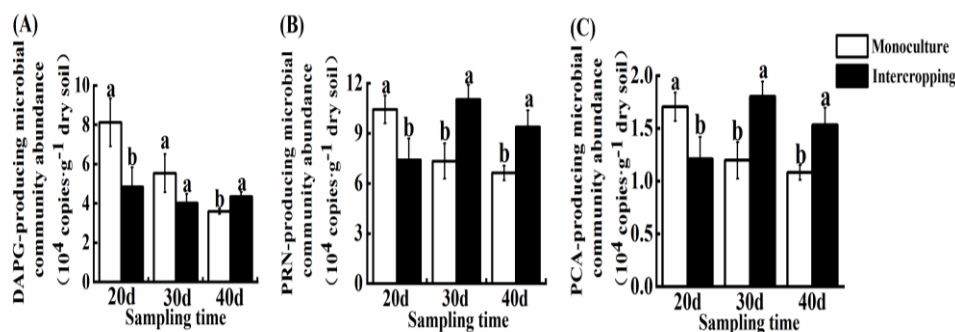 (A)
DAPG-producing microbial
community abundance
(10⁴ copies·g⁻¹ dry soil)
10
8
6
4
2
0
a
b
a
a
b
a
20d 30d 40d
Sampling time
(B)
PRN-producing microbial
community abundance
(10⁴ copies·g⁻¹ dry soil)
12
9
6
3
0
a
b
b
a
b
a
20d 30d 40d
Sampling time
(C)
PCA-producing microbial
community abundance
(10⁴ copies·g⁻¹ dry soil)
2.0
1.5
1.0
0.5
0.0
a
b
b
a
b
a
20d 30d 40d
Sampling time
Monoculture
Intercropping